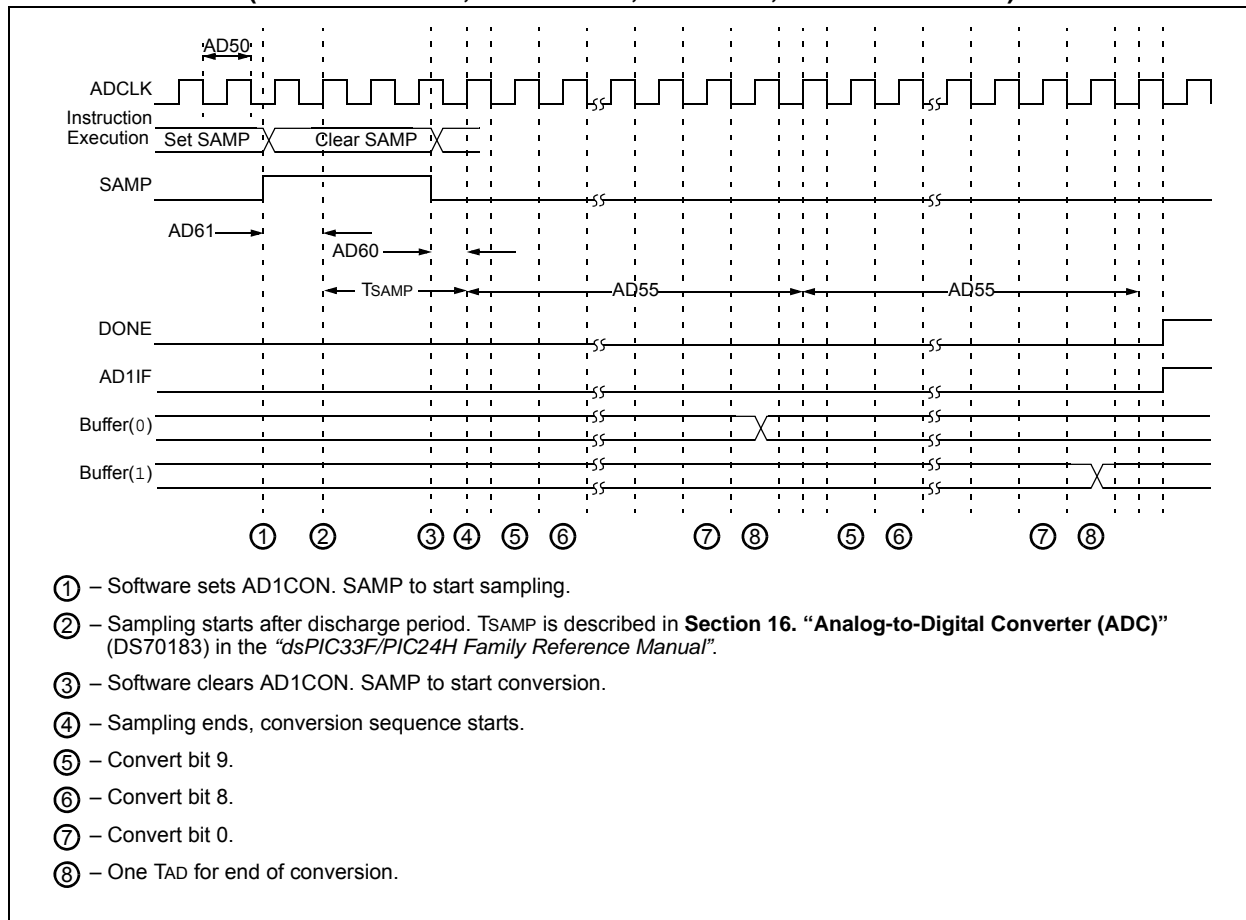 AD50
ADCLK
Instruction
Execution Set SAMP Clear SAMP
SAMP
AD61
AD60
TSAMP AD55 AD55
DONE
AD1IF
Buffer(0)
Buffer(1)
1 2 3 4 5 6 7 8 5 6 7 8
1 – Software sets AD1CON. SAMP to start sampling.
2 – Sampling starts after discharge period. TSAMP is described in Section 16. “Analog-to-Digital Converter (ADC)”
(DS70183) in the “dsPIC33F/PIC24H Family Reference Manual”.
3 – Software clears AD1CON. SAMP to start conversion.
4 – Sampling ends, conversion sequence starts.
5 – Convert bit 9.
6 – Convert bit 8.
7 – Convert bit 0.
8 – One TAD for end of conversion.